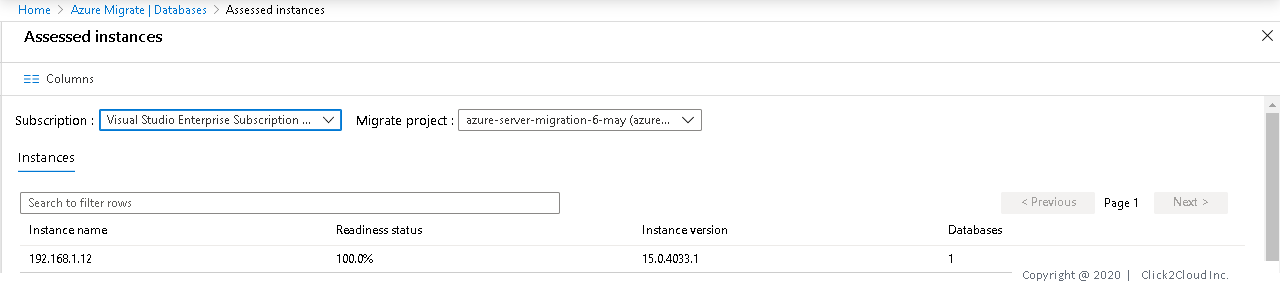 Home > Azure Migrate | Databases > Assessed instances
Assessed instances
Columns
Subscription : Visual Studio Enterprise Subscription ... Migrate project : azure-server-migration-6-may (azure...
Instances
Search to filter rows < Previous Page 1 Next >
Instance name Readiness status Instance version Databases
192.168.1.12 100.0% 15.0.4033.1 1
Copyright @ 2020 | Click2Cloud Inc.